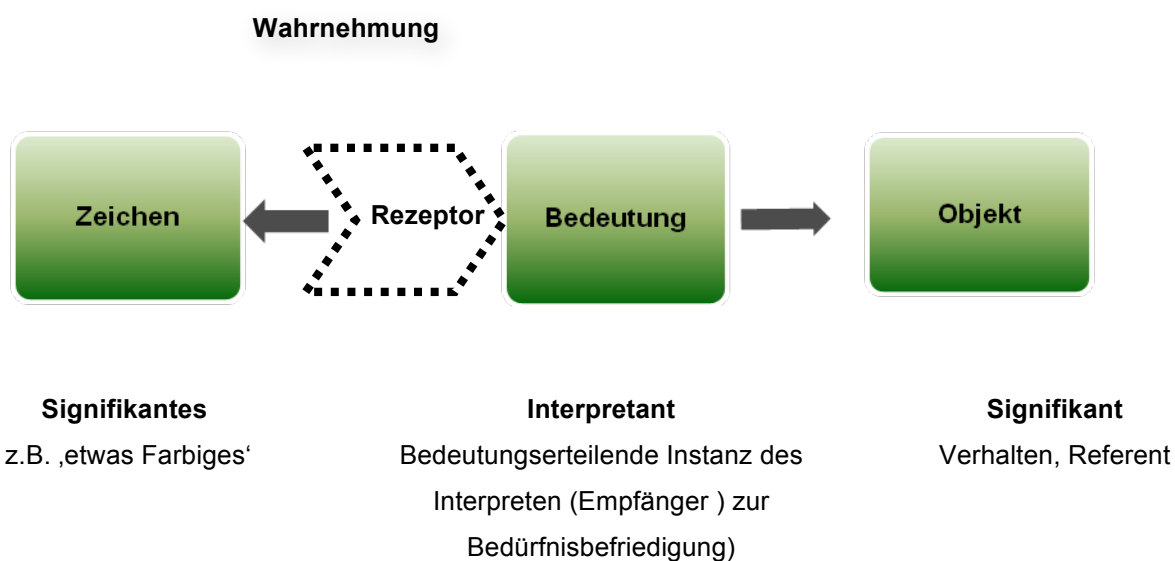 Wahrnehmung
Zeichen
Rezeptor
Bedeutung
Objekt
Signifikantes
z.B. ‚etwas Farbiges‘
Interpretant
Bedeutungserteilende Instanz des
Interpreten (Empfänger ) zur
Bedürfnisbefriedigung)
Signifikant
Verhalten, Referent